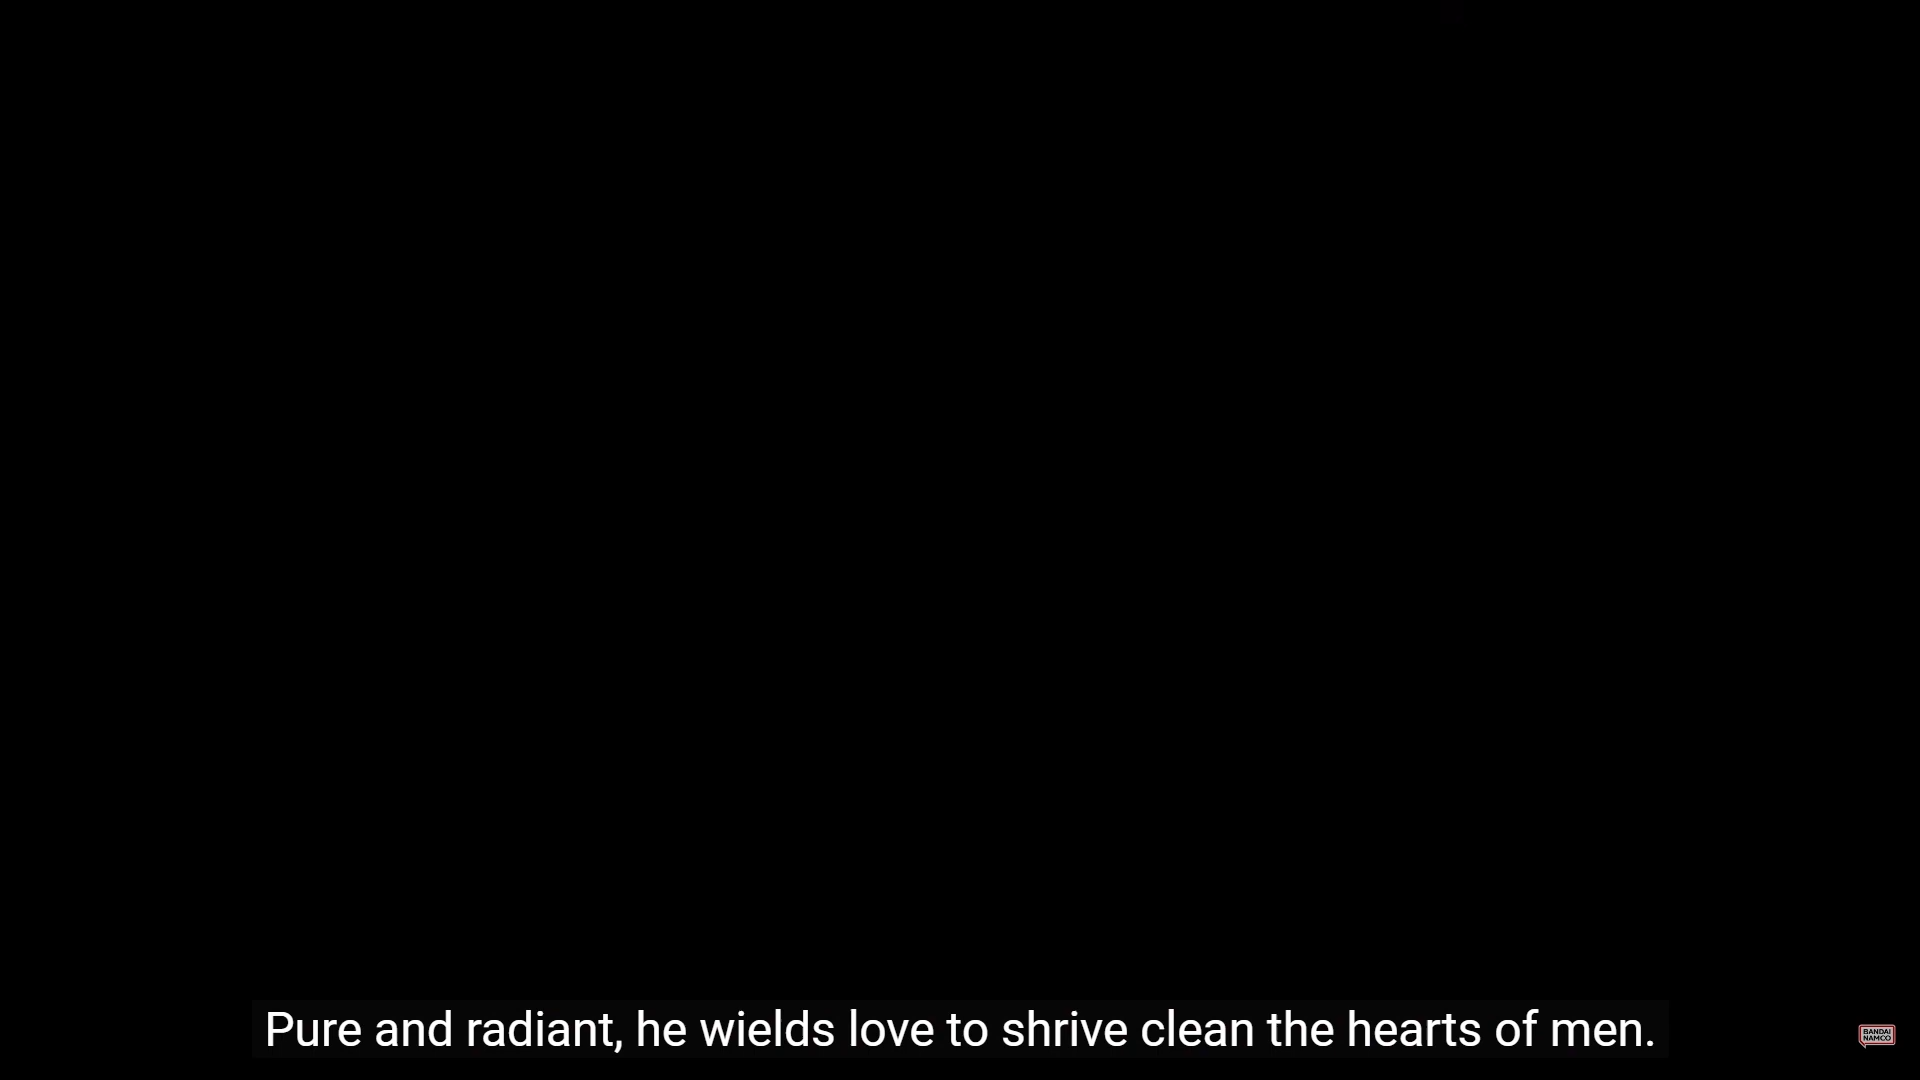 Pure and radiant, he wields love to shrive clean the hearts of men.
BANDAI
NAMCO